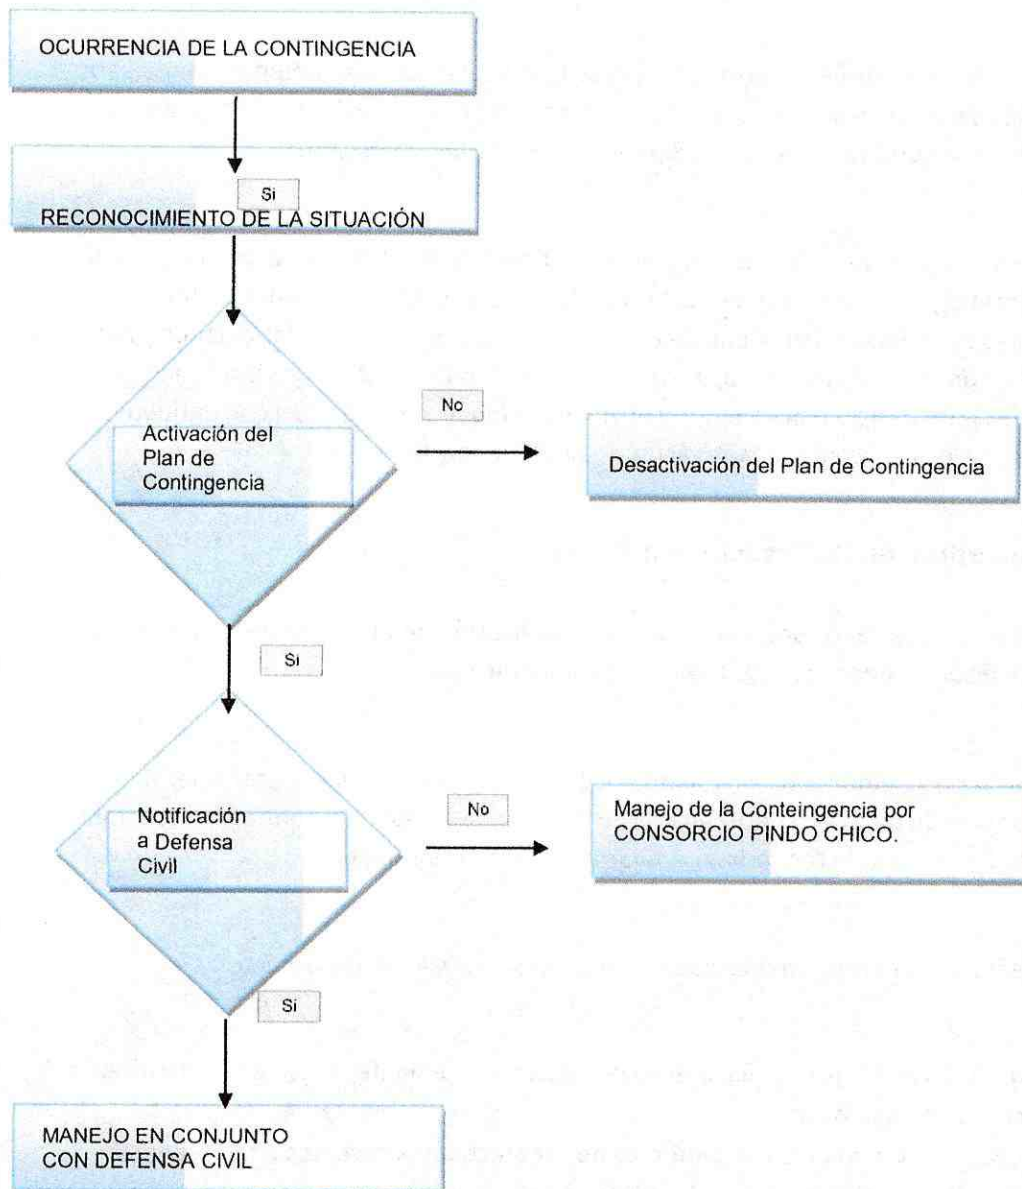 OCURRENCIA DE LA CONTINGENCIA
Si
RECONOCIMIENTO DE LA SITUACIÓN
No
Activación del
Plan de
Contingencia
Desactivación del Plan de Contingencia
Si
Notificación
a Defensa
Civil
No
Manejo de la Conteingencia por
CONSORCIO PINDO CHICO.
Si
MANEJO EN CONJUNTO
CON DEFENSA CIVIL